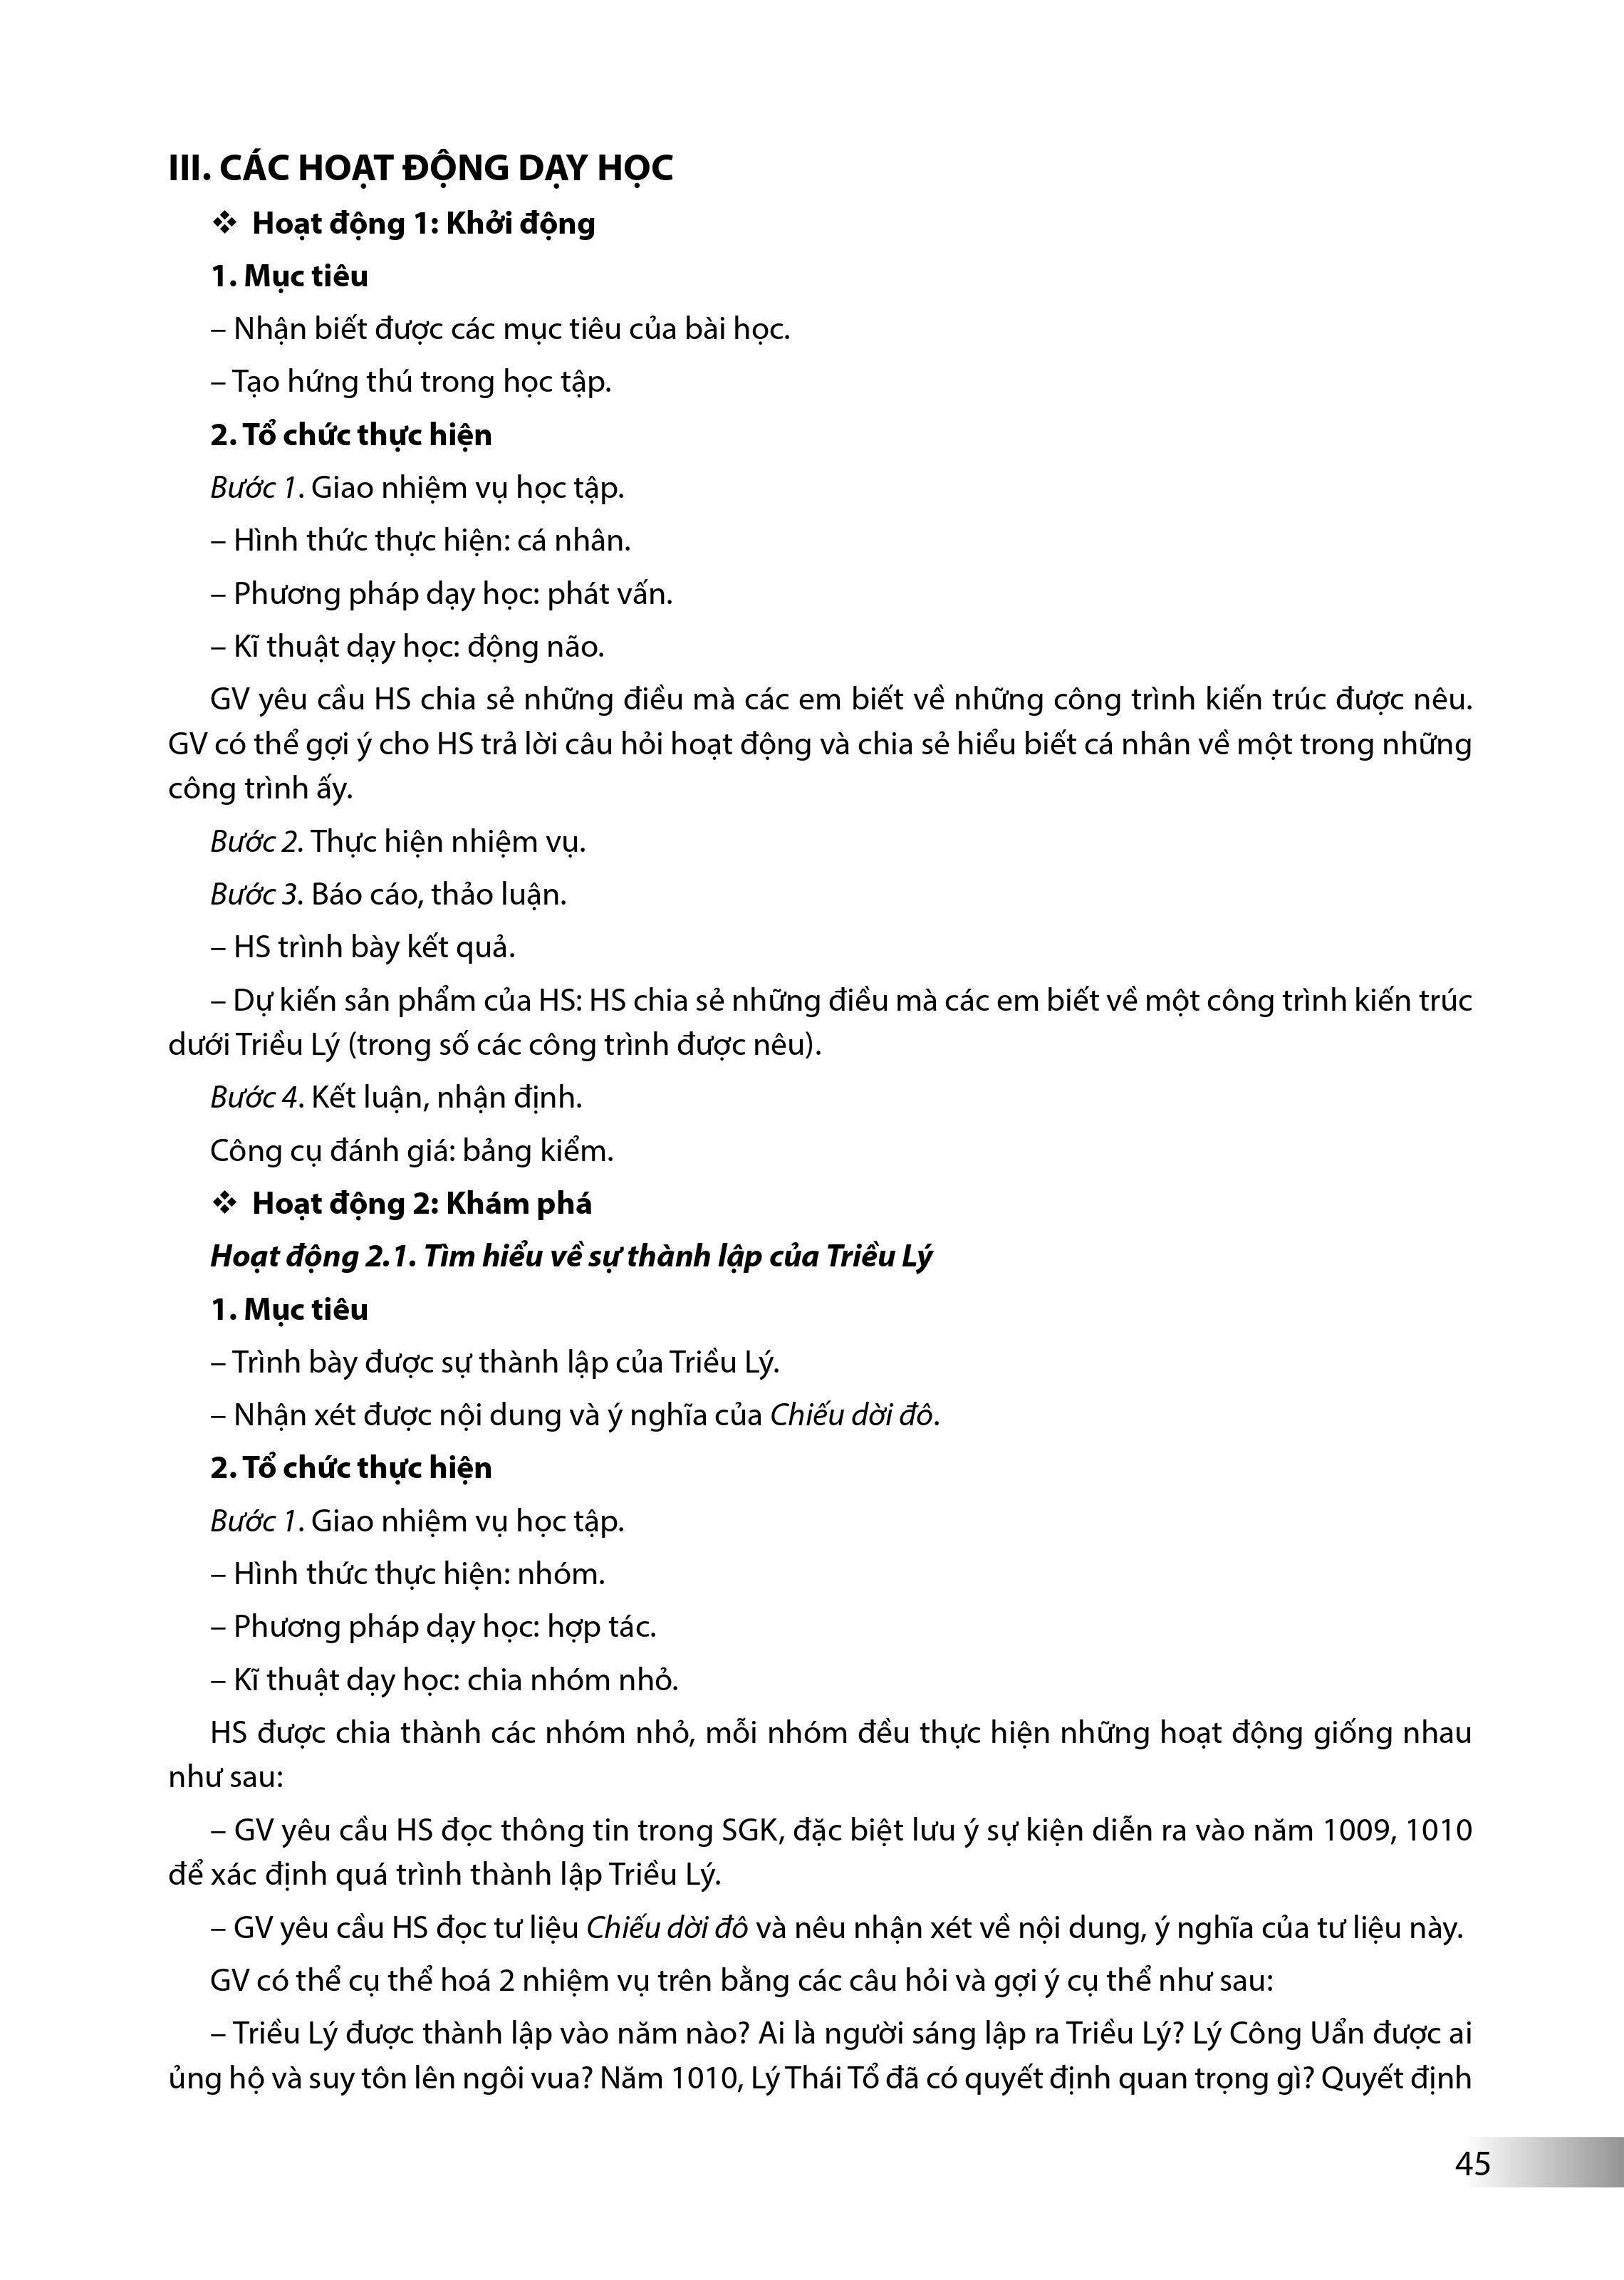 III. CÁC HOẠT ĐỘNG DẠY HỌC
❖ Hoạt động 1: Khởi động
1. Mục tiêu
– Nhận biết được các mục tiêu của bài học.
– Tạo hứng thú trong học tập.
2. Tổ chức thực hiện
Bước 1. Giao nhiệm vụ học tập.
– Hình thức thực hiện: cá nhân.
– Phương pháp dạy học: phát vấn.
– Kĩ thuật dạy học: động não.
GV yêu cầu HS chia sẻ những điều mà các em biết về những công trình kiến trúc được nêu.
GV có thể gợi ý cho HS trả lời câu hỏi hoạt động và chia sẻ hiểu biết cá nhân về một trong những
công trình ấy.
Bước 2. Thực hiện nhiệm vụ.
Bước 3. Báo cáo, thảo luận.
– HS trình bày kết quả.
– Dự kiến sản phẩm của HS: HS chia sẻ những điều mà các em biết về một công trình kiến trúc
dưới Triều Lý (trong số các công trình được nêu).
Bước 4. Kết luận, nhận định.
Công cụ đánh giá: bảng kiểm.
❖ Hoạt động 2: Khám phá
Hoạt động 2.1. Tìm hiểu về sự thành lập của Triều Lý
1. Mục tiêu
– Trình bày được sự thành lập của Triều Lý.
– Nhận xét được nội dung và ý nghĩa của Chiếu dời đô.
2. Tổ chức thực hiện
Bước 1. Giao nhiệm vụ học tập.
– Hình thức thực hiện: nhóm.
– Phương pháp dạy học: hợp tác.
– Kĩ thuật dạy học: chia nhóm nhỏ.
HS được chia thành các nhóm nhỏ, mỗi nhóm đều thực hiện những hoạt động giống nhau
như sau:
– GV yêu cầu HS đọc thông tin trong SGK, đặc biệt lưu ý sự kiện diễn ra vào năm 1009, 1010
để xác định quá trình thành lập Triều Lý.
– GV yêu cầu HS đọc tư liệu Chiếu dời đô và nêu nhận xét về nội dung, ý nghĩa của tư liệu này.
GV có thể cụ thể hoá 2 nhiệm vụ trên bằng các câu hỏi và gợi ý cụ thể như sau:
– Triều Lý được thành lập vào năm nào? Ai là người sáng lập ra Triều Lý? Lý Công Uẩn được ai
ủng hộ và suy tôn lên ngôi vua? Năm 1010, Lý Thái Tổ đã có quyết định quan trọng gì? Quyết định
45